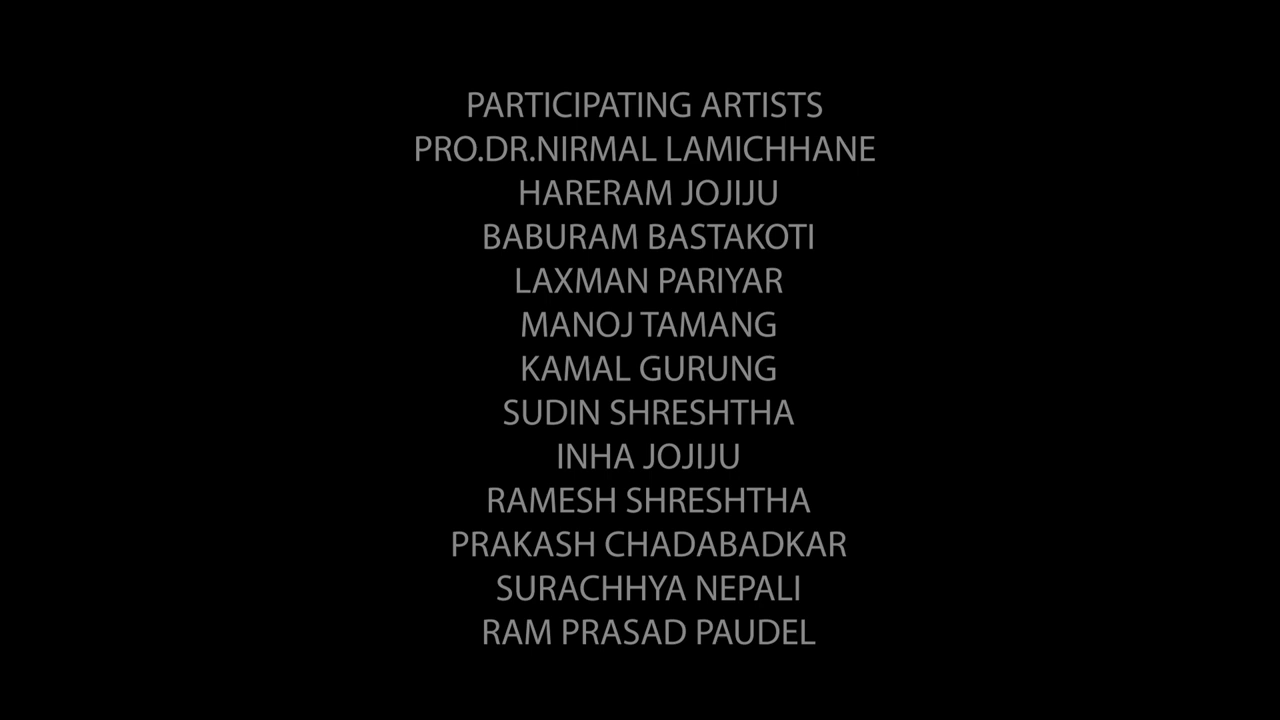 PARTICIPATING ARTISTS
PRO.DR.NIRMAL LAMICHHANE
HARERAM JOJIJU
BABURAM BASTAKOTI
LAXMAN PARIYAR
MANOJ TAMANG
KAMAL GURUNG
SUDIN SHRESHTHA
INHA JOJIJU
RAMESH SHRESHTHA
PRAKASH CHADABADKAR
SURACHHYA NEPALI
RAM PRASAD PAUDEL